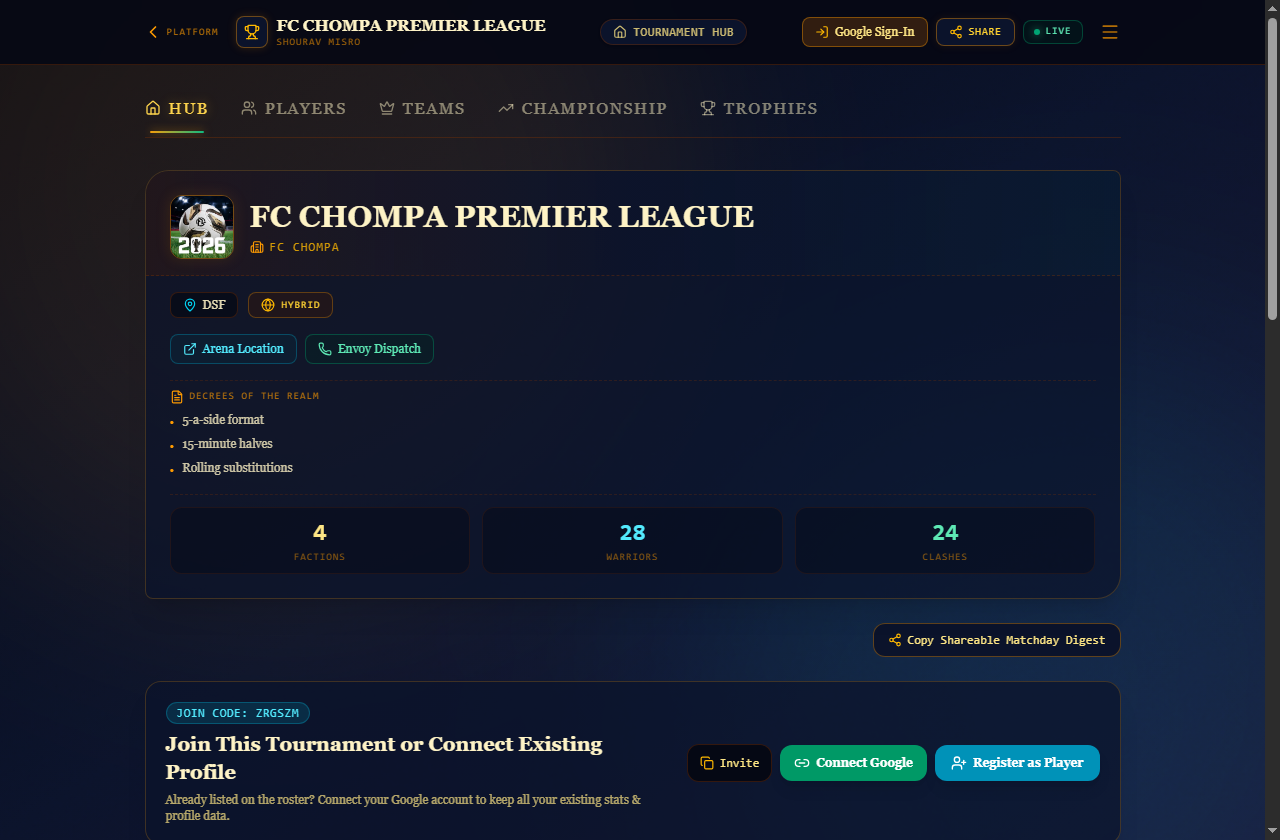 PLATFORM
FC CHOMPA PREMIER LEAGUE
SHOURAV MISRO
TOURNAMENT HUB
Google Sign-In
SHARE
LIVE
HUB
PLAYERS
TEAMS
CHAMPIONSHIP
TROPHIES
2026
FC CHOMPA PREMIER LEAGUE
FC CHOMPA
DSF
HYBRID
Arena Location
Envoy Dispatch
DECREES OF THE REALM
• 5-a-side format
• 15-minute halves
• Rolling substitutions
4
FACTIONS
28
WARRIORS
24
CLASHES
Copy Shareable Matchday Digest
JOIN CODE: ZRGSZM
Join This Tournament or Connect Existing
Profile
Already listed on the roster? Connect your Google account to keep all your existing stats &
profile data.
Invite
Connect Google
Register as Player